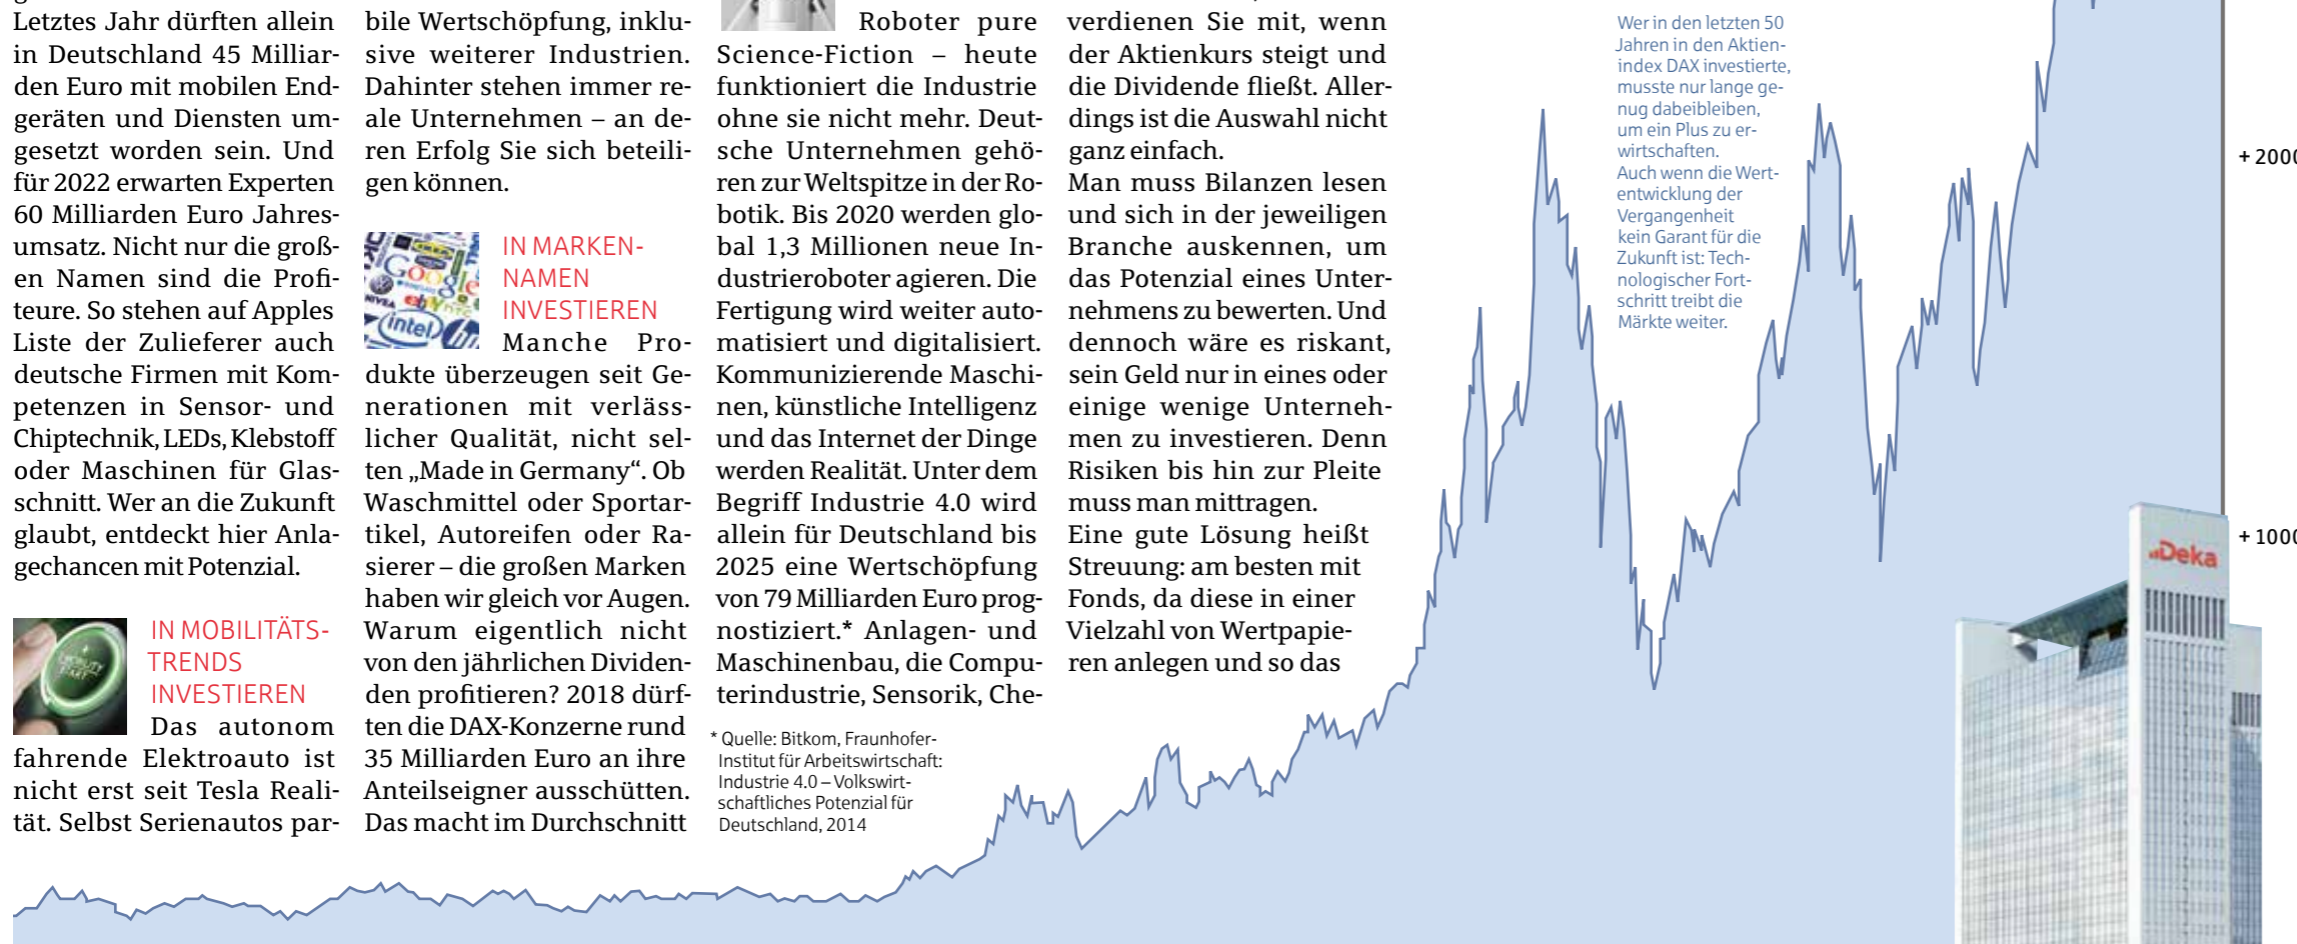 Letztes Jahr dürften allein
in Deutschland 45 Milliar-
den Euro mit mobilen End-
geräten und Diensten um-
gesetzt worden sein. Und
für 2022 erwarten Experten
60 Milliarden Euro Jahres-
umsatz. Nicht nur die groß-
en Namen sind die Profi-
teure. So stehen auf Apples
Liste der Zulieferer auch
deutsche Firmen mit Kom-
petenzen in Sensor- und
Chiptechnik, LEDs, Klebstoff
oder Maschinen für Glas-
schnitt. Wer an die Zukunft
glaubt, entdeckt hier Anla-
gechancen mit Potenzial.
IN MOBILITÄTS-
TRENDS
INVESTIEREN
Das autonom
fahrende Elektroauto ist
nicht erst seit Tesla Reali-
tät. Selbst Serienautos par-
bile Wertschöpfung, inklu-
sive weiterer Industrien.
Dahinter stehen immer re-
ale Unternehmen – an de-
ren Erfolg Sie sich beteili-
gen können.
Google
NIVEA
ebay
HTC
intel
hp
IN MARKEN-
NAMEN
INVESTIEREN
Manche Pro-
dukte überzeugen seit Ge-
nerationen mit verläss-
licher Qualität, nicht sel-
ten „Made in Germany“. Ob
Waschmittel oder Sportar-
tikel, Autoreifen oder Ra-
sierer – die großen Marken
haben wir gleich vor Augen.
Warum eigentlich nicht
von den jährlichen Dividen-
den profitieren? 2018 dürf-
ten die DAX-Konzerne rund
35 Milliarden Euro an ihre
Anteilseigner ausschütten.
Das macht im Durchschnitt
Roboter pure
Science-Fiction – heute
funktioniert die Industrie
ohne sie nicht mehr. Deut-
sche Unternehmen gehö-
ren zur Weltspitze in der Ro-
botik. Bis 2020 werden glo-
bal 1,3 Millionen neue In-
dustrieroboter agieren. Die
Fertigung wird weiter auto-
matisiert und digitalisiert.
Kommunizierende Maschi-
nen, künstliche Intelligenz
und das Internet der Dinge
werden Realität. Unter dem
Begriff Industrie 4.0 wird
allein für Deutschland bis
2025 eine Wertschöpfung
von 79 Milliarden Euro prog-
nostiziert.* Anlagen- und
Maschinenbau, die Compu-
terindustrie, Sensorik, Che-
* Quelle: Bitkom, Fraunhofer-
Institut für Arbeitswirtschaft:
Industrie 4.0 – Volkswirt-
schaftliches Potenzial für
Deutschland, 2014
verdienen Sie mit, wenn
der Aktienkurs steigt und
die Dividende fließt. Aller-
dings ist die Auswahl nicht
ganz einfach.
Man muss Bilanzen lesen
und sich in der jeweiligen
Branche auskennen, um
das Potenzial eines Unter-
nehmens zu bewerten. Und
dennoch wäre es riskant,
sein Geld nur in eines oder
einige wenige Unterneh-
men zu investieren. Denn
Risiken bis hin zur Pleite
muss man mittragen.
Eine gute Lösung heißt
Streuung: am besten mit
Fonds, da diese in einer
Vielzahl von Wertpapie-
ren anlegen und so das
Wer in den letzten 50
Jahren in den Aktien-
index DAX investierte,
musste nur lange ge-
nug dabeibleiben,
um ein Plus zu er-
wirtschaften.
Auch wenn die Wert-
entwicklung der
Vergangenheit
kein Garant für die
Zukunft ist: Tech-
nologischer Fort-
schritt treibt die
Märkte weiter.
+ 2000
+ 1000
Deka